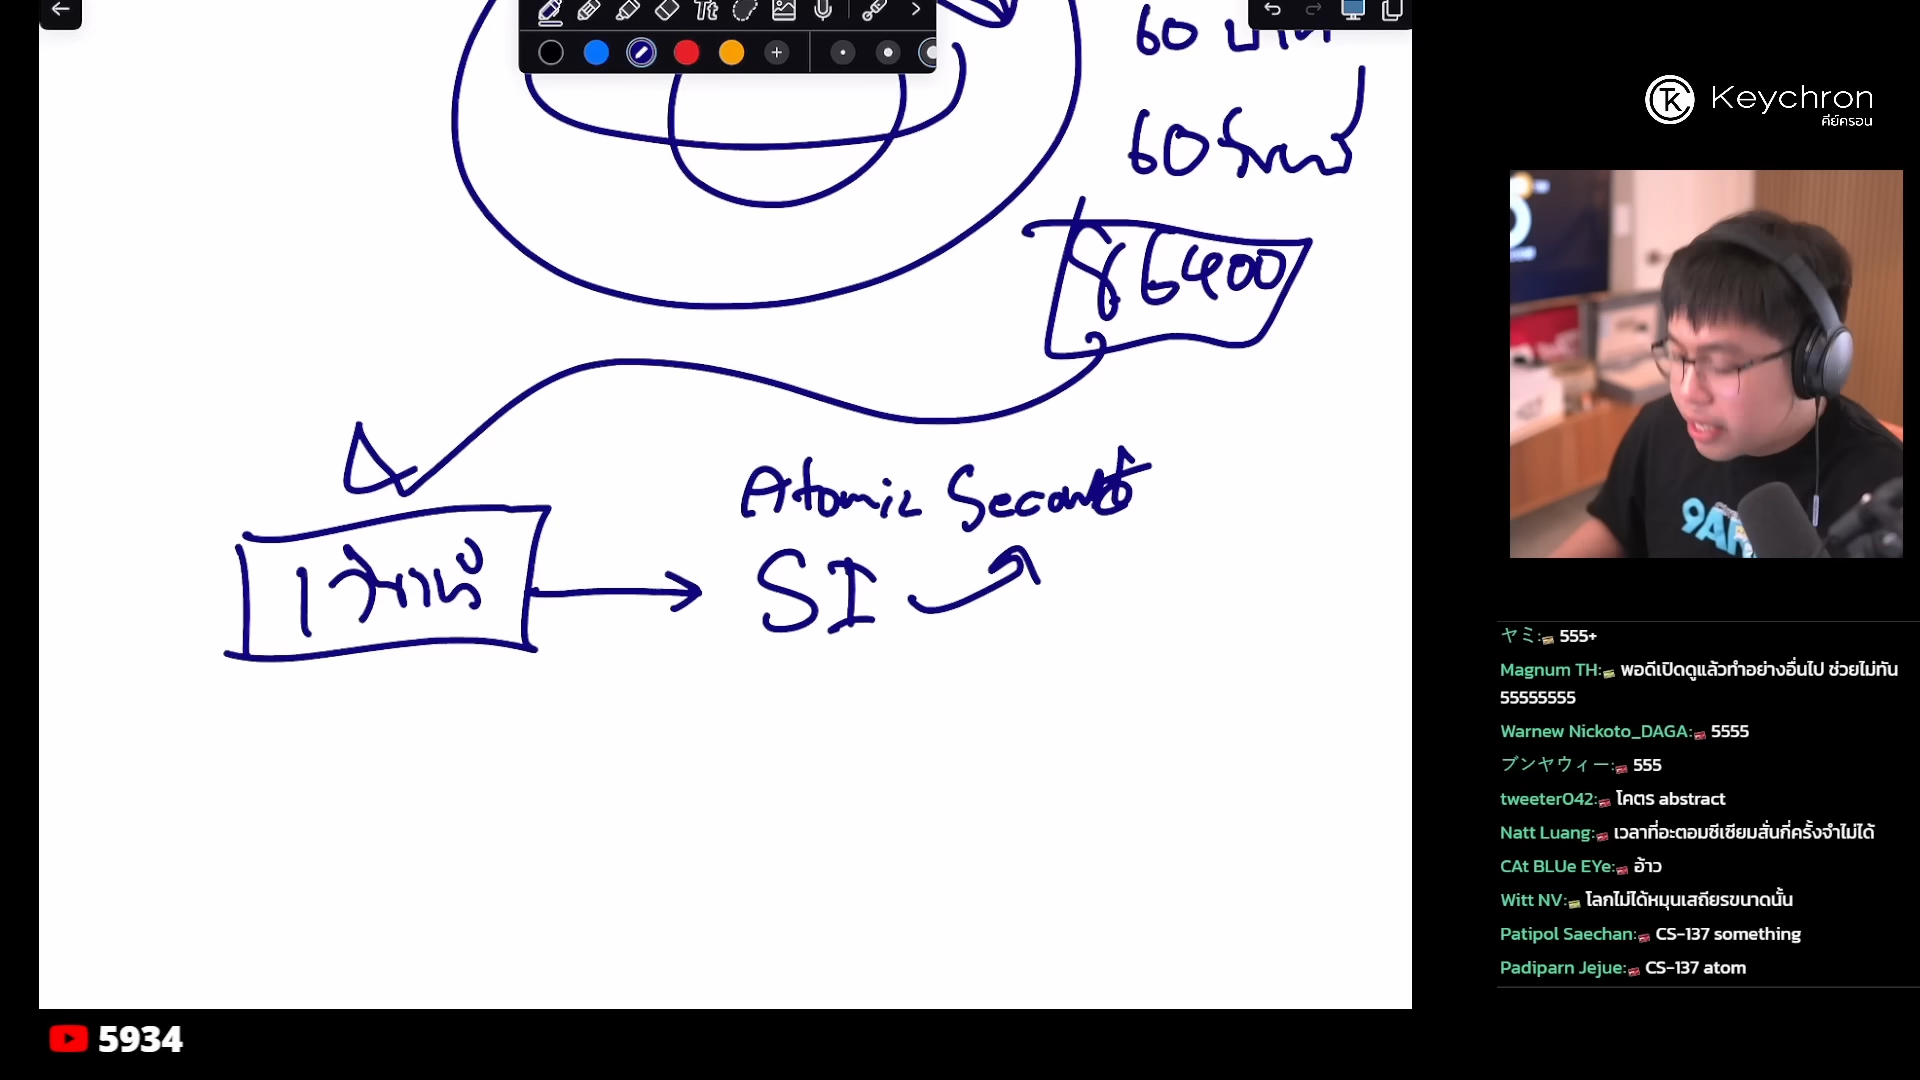 60 นาที
60 วินาที
86400
Atomic Second
1 วินาที
SI
Keychron
คีย์ครอน
9AR
ヤミ: 555+
Magnum TH: พอดีเปิดดูแล้วทำอย่างอื่นไป ช่วยไม่ทัน
55555555
Warnew Nickoto_DAGA: 5555
ブンヤウィー: 555
tweeter042: โคตร abstract
Natt Luang: เวลาที่อะตอมซีเซียมสั่นกี่ครั้งจำไม่ได้
CAt BLUe EYe: อ้าว
Witt NV: โลกไม่ได้หมุนเสถียรขนาดนั้น
Patipol Saechan: CS-137 something
Padiparn Jejue: CS-137 atom
5934